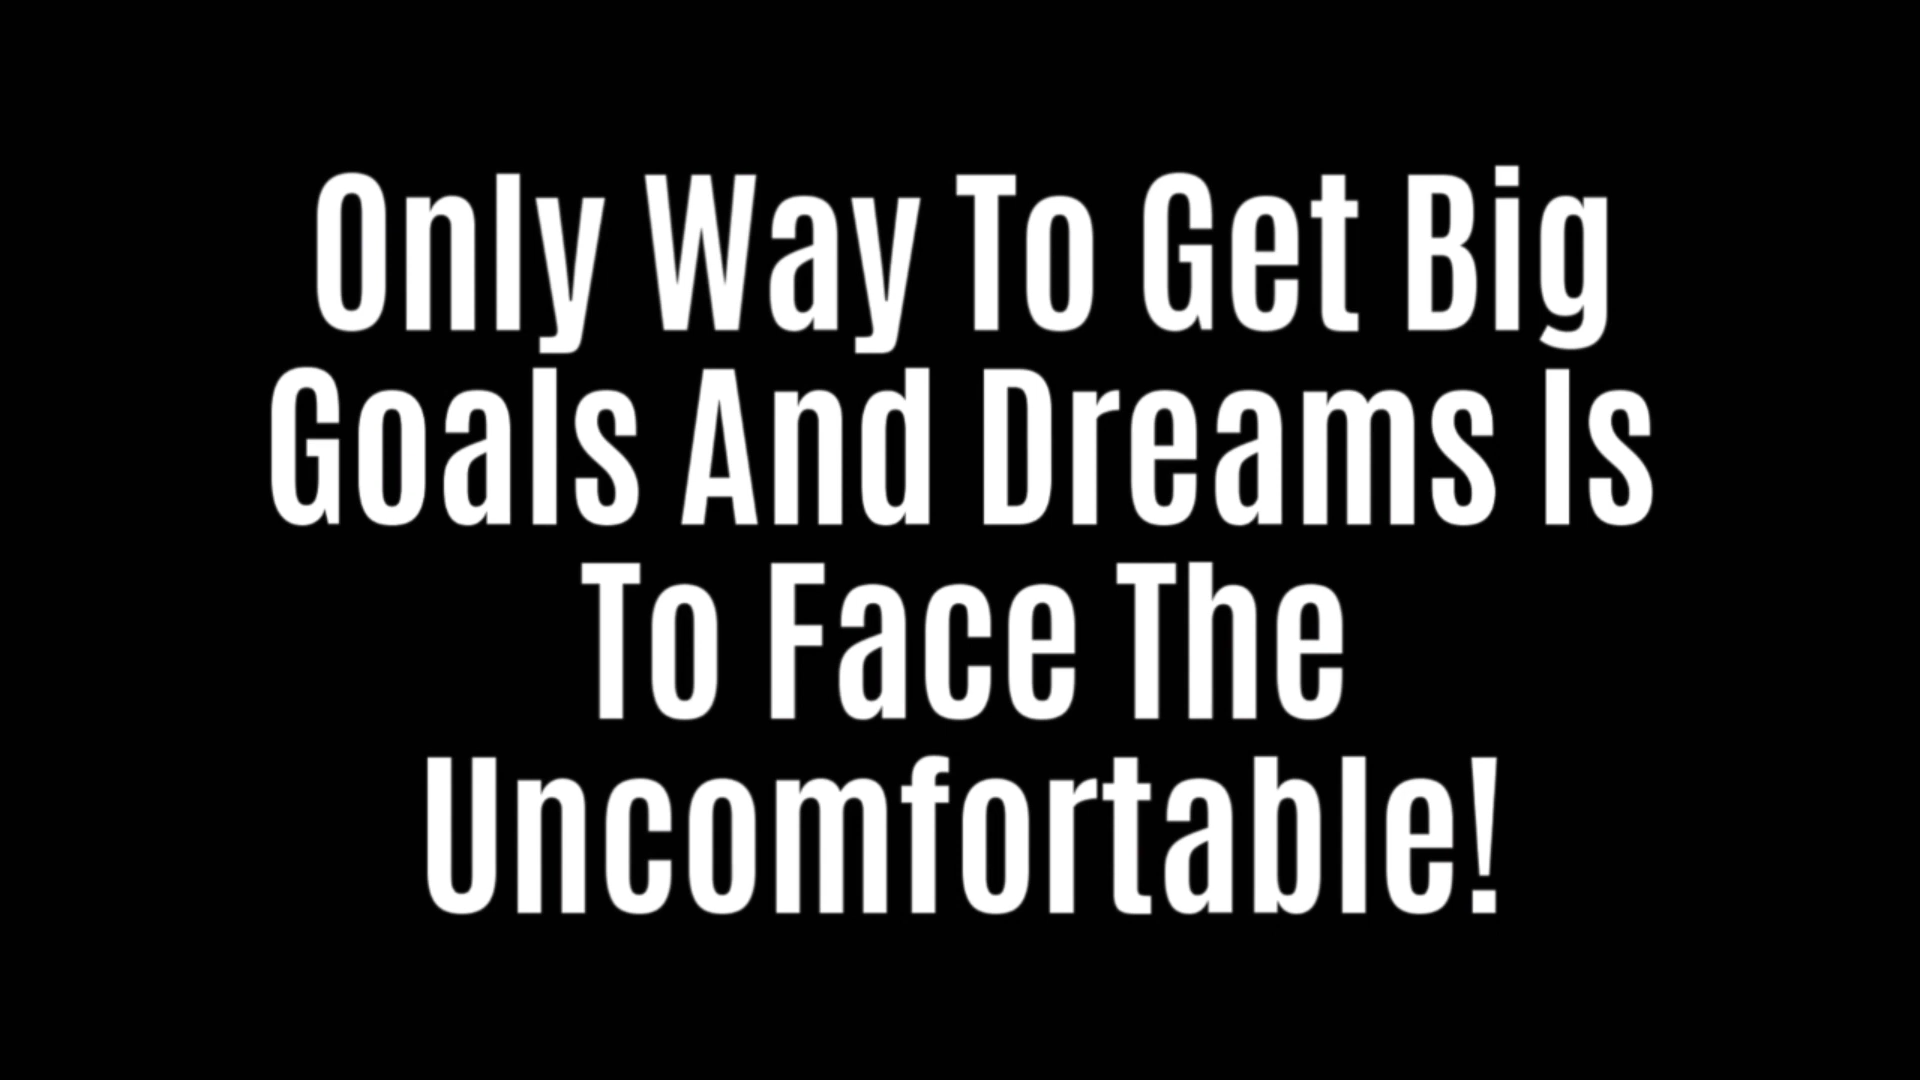 Only Way To Get Big
Goals And Dreams Is
To Face The
Uncomfortable!